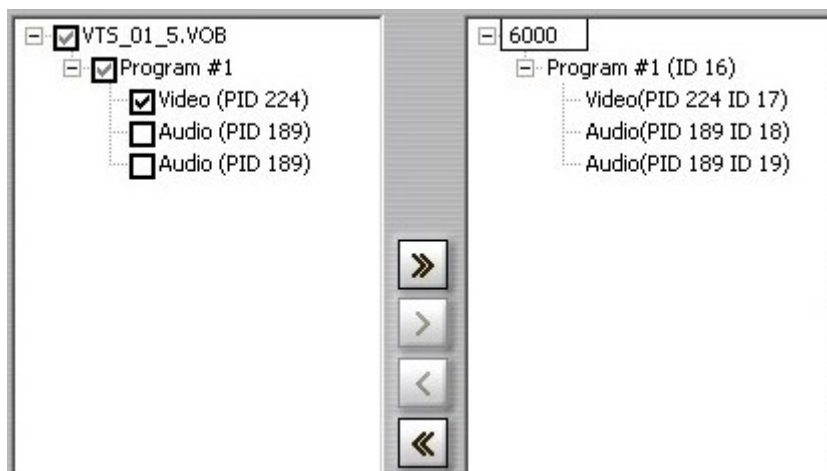 VTS_01_5.VOB
Program #1
Video (PID 224)
Audio (PID 189)
Audio (PID 189)
6000
Program #1 (ID 16)
Video(PID 224 ID 17)
Audio(PID 189 ID 18)
Audio(PID 189 ID 19)